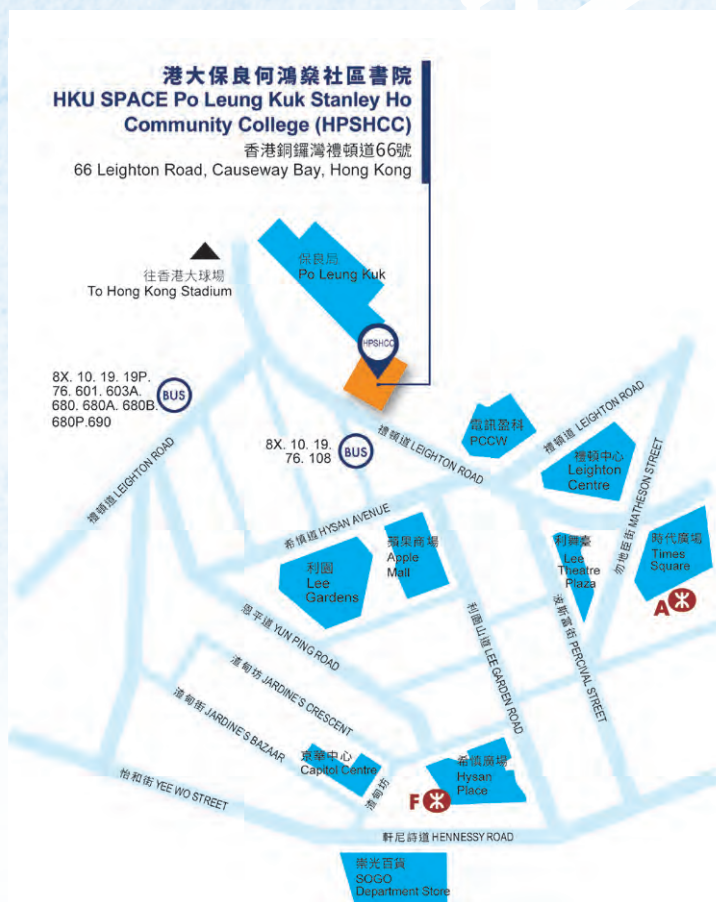 港大保良何鴻燊社區書院
HKU SPACE Po Leung Kuk Stanley Ho
Community College (HPSHCC)
香港銅鑼灣禮頓道66號
66 Leighton Road, Causeway Bay, Hong Kong
保良局
Po Leung Kuk
往香港大球場
To Hong Kong Stadium
HPSHCC
8X. 10. 19. 19P.
76. 601. 603A.
680. 680A. 680B.
680P.690
BUS
8X. 10. 19.
76. 108
BUS
禮頓道 LEIGHTON ROAD
禮頓道 LEIGHTON ROAD
電訊盈科
PCCW
禮頓道 LEIGHTON ROAD
禮頓中心
Leighton
Centre
勿地臣街 MATHESON STREET
希慎道 HYSAN AVENUE
蘋果商場
Apple
Mall
利園
Lee
Gardens
利舞臺
Lee
Theatre
Plaza
時代廣場
Times
Square
A
恩平道 YUN PING ROAD
利園山道 LEE GARDEN ROAD
波斯富街 PERCIVAL STREET
渣甸坊 JARDINE'S CRESCENT
渣甸街 JARDINE'S BAZAAR
京華中心
Capitol Centre
渣甸坊
希慎廣場
Hysan
Place
F
怡和街 YEE WO STREET
軒尼詩道 HENNESSY ROAD
崇光百貨
SOGO
Department Store